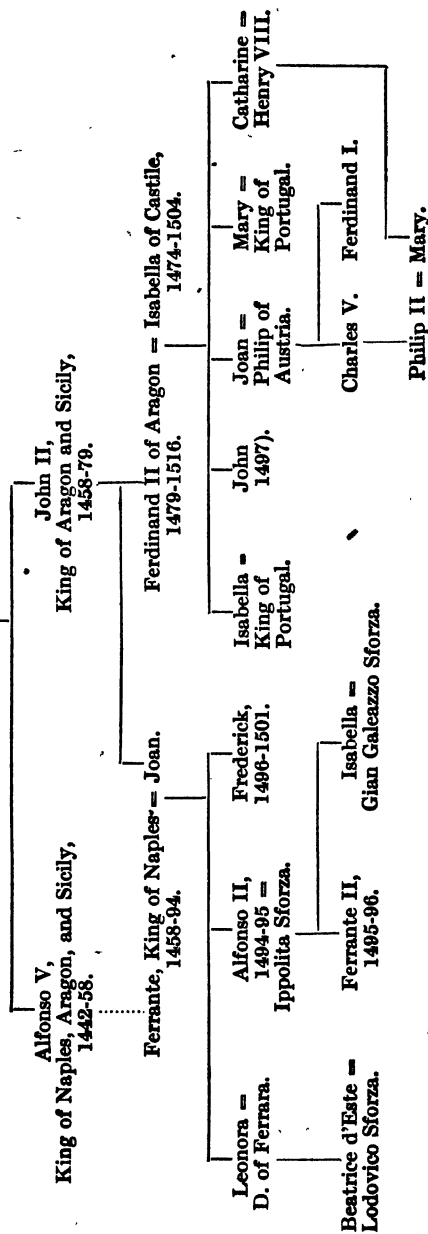 Alfonso V,
King of Naples, Aragon, and Sicily,
1442-58.
John II,
King of Aragon and Sicily,
1458-79.
Ferrante, King of Naples = Joan.
1458-94.
Ferdinand II of Aragon = Isabella of Castile,
1479-1516. 1474-1504.
Leonora =
D. of Ferrara.
Alfonso II,
1494-95 =
Ippolita Sforza.
Frederick,
1496-1501.
Isabella =
King of
Portugal.
John
1497).
Joan =
Philip of
Austria.
Mary =
King of
Portugal.
Catharine =
Henry VIII.
Beatrice d'Este =
Lodovico Sforza.
Ferrante II,
1495-96.
Isabella =
Gian Galeazzo Sforza.
Charles V. Ferdinand I.
Philip II = Mary.